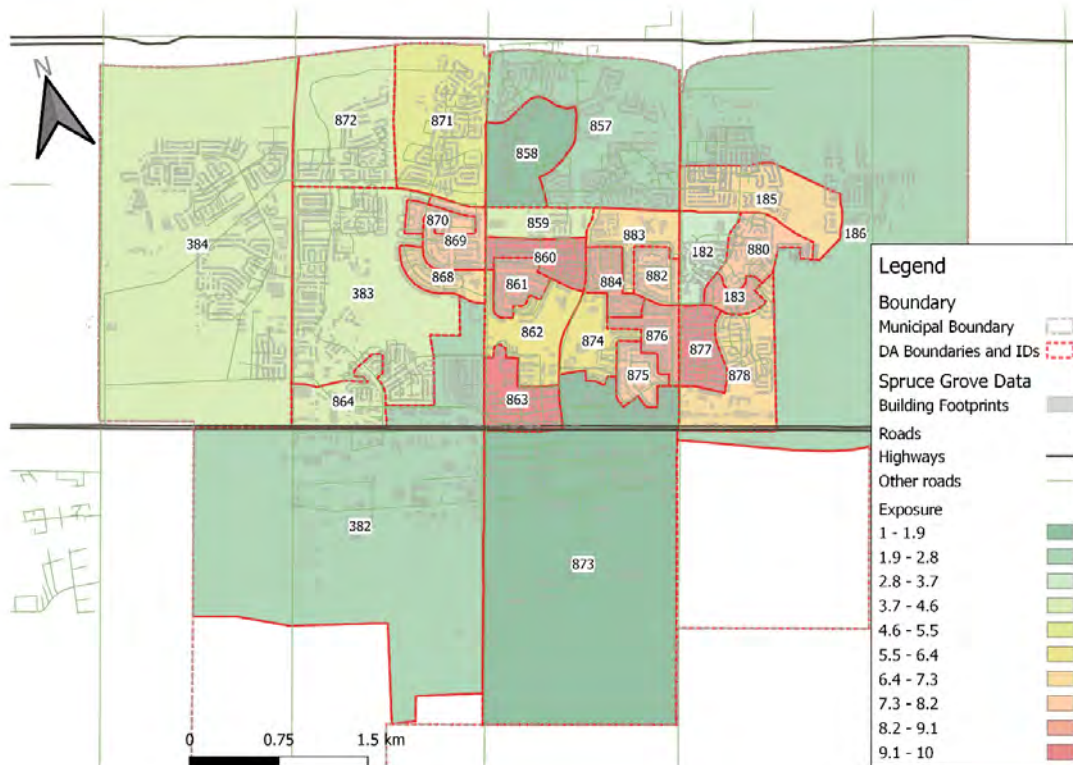 N
872
871
857
858
185
384
870
859
883
182
880
186
869
860
868
861
884
882
383
183
862
874
876
877
864
863
875
878
382
873
0 0.75 1.5 km
Legend
Boundary
Municipal Boundary
DA Boundaries and IDs
Spruce Grove Data
Building Footprints
Roads
Highways
Other roads
Exposure
1 - 1.9
1.9 - 2.8
2.8 - 3.7
3.7 - 4.6
4.6 - 5.5
5.5 - 6.4
6.4 - 7.3
7.3 - 8.2
8.2 - 9.1
9.1 - 10